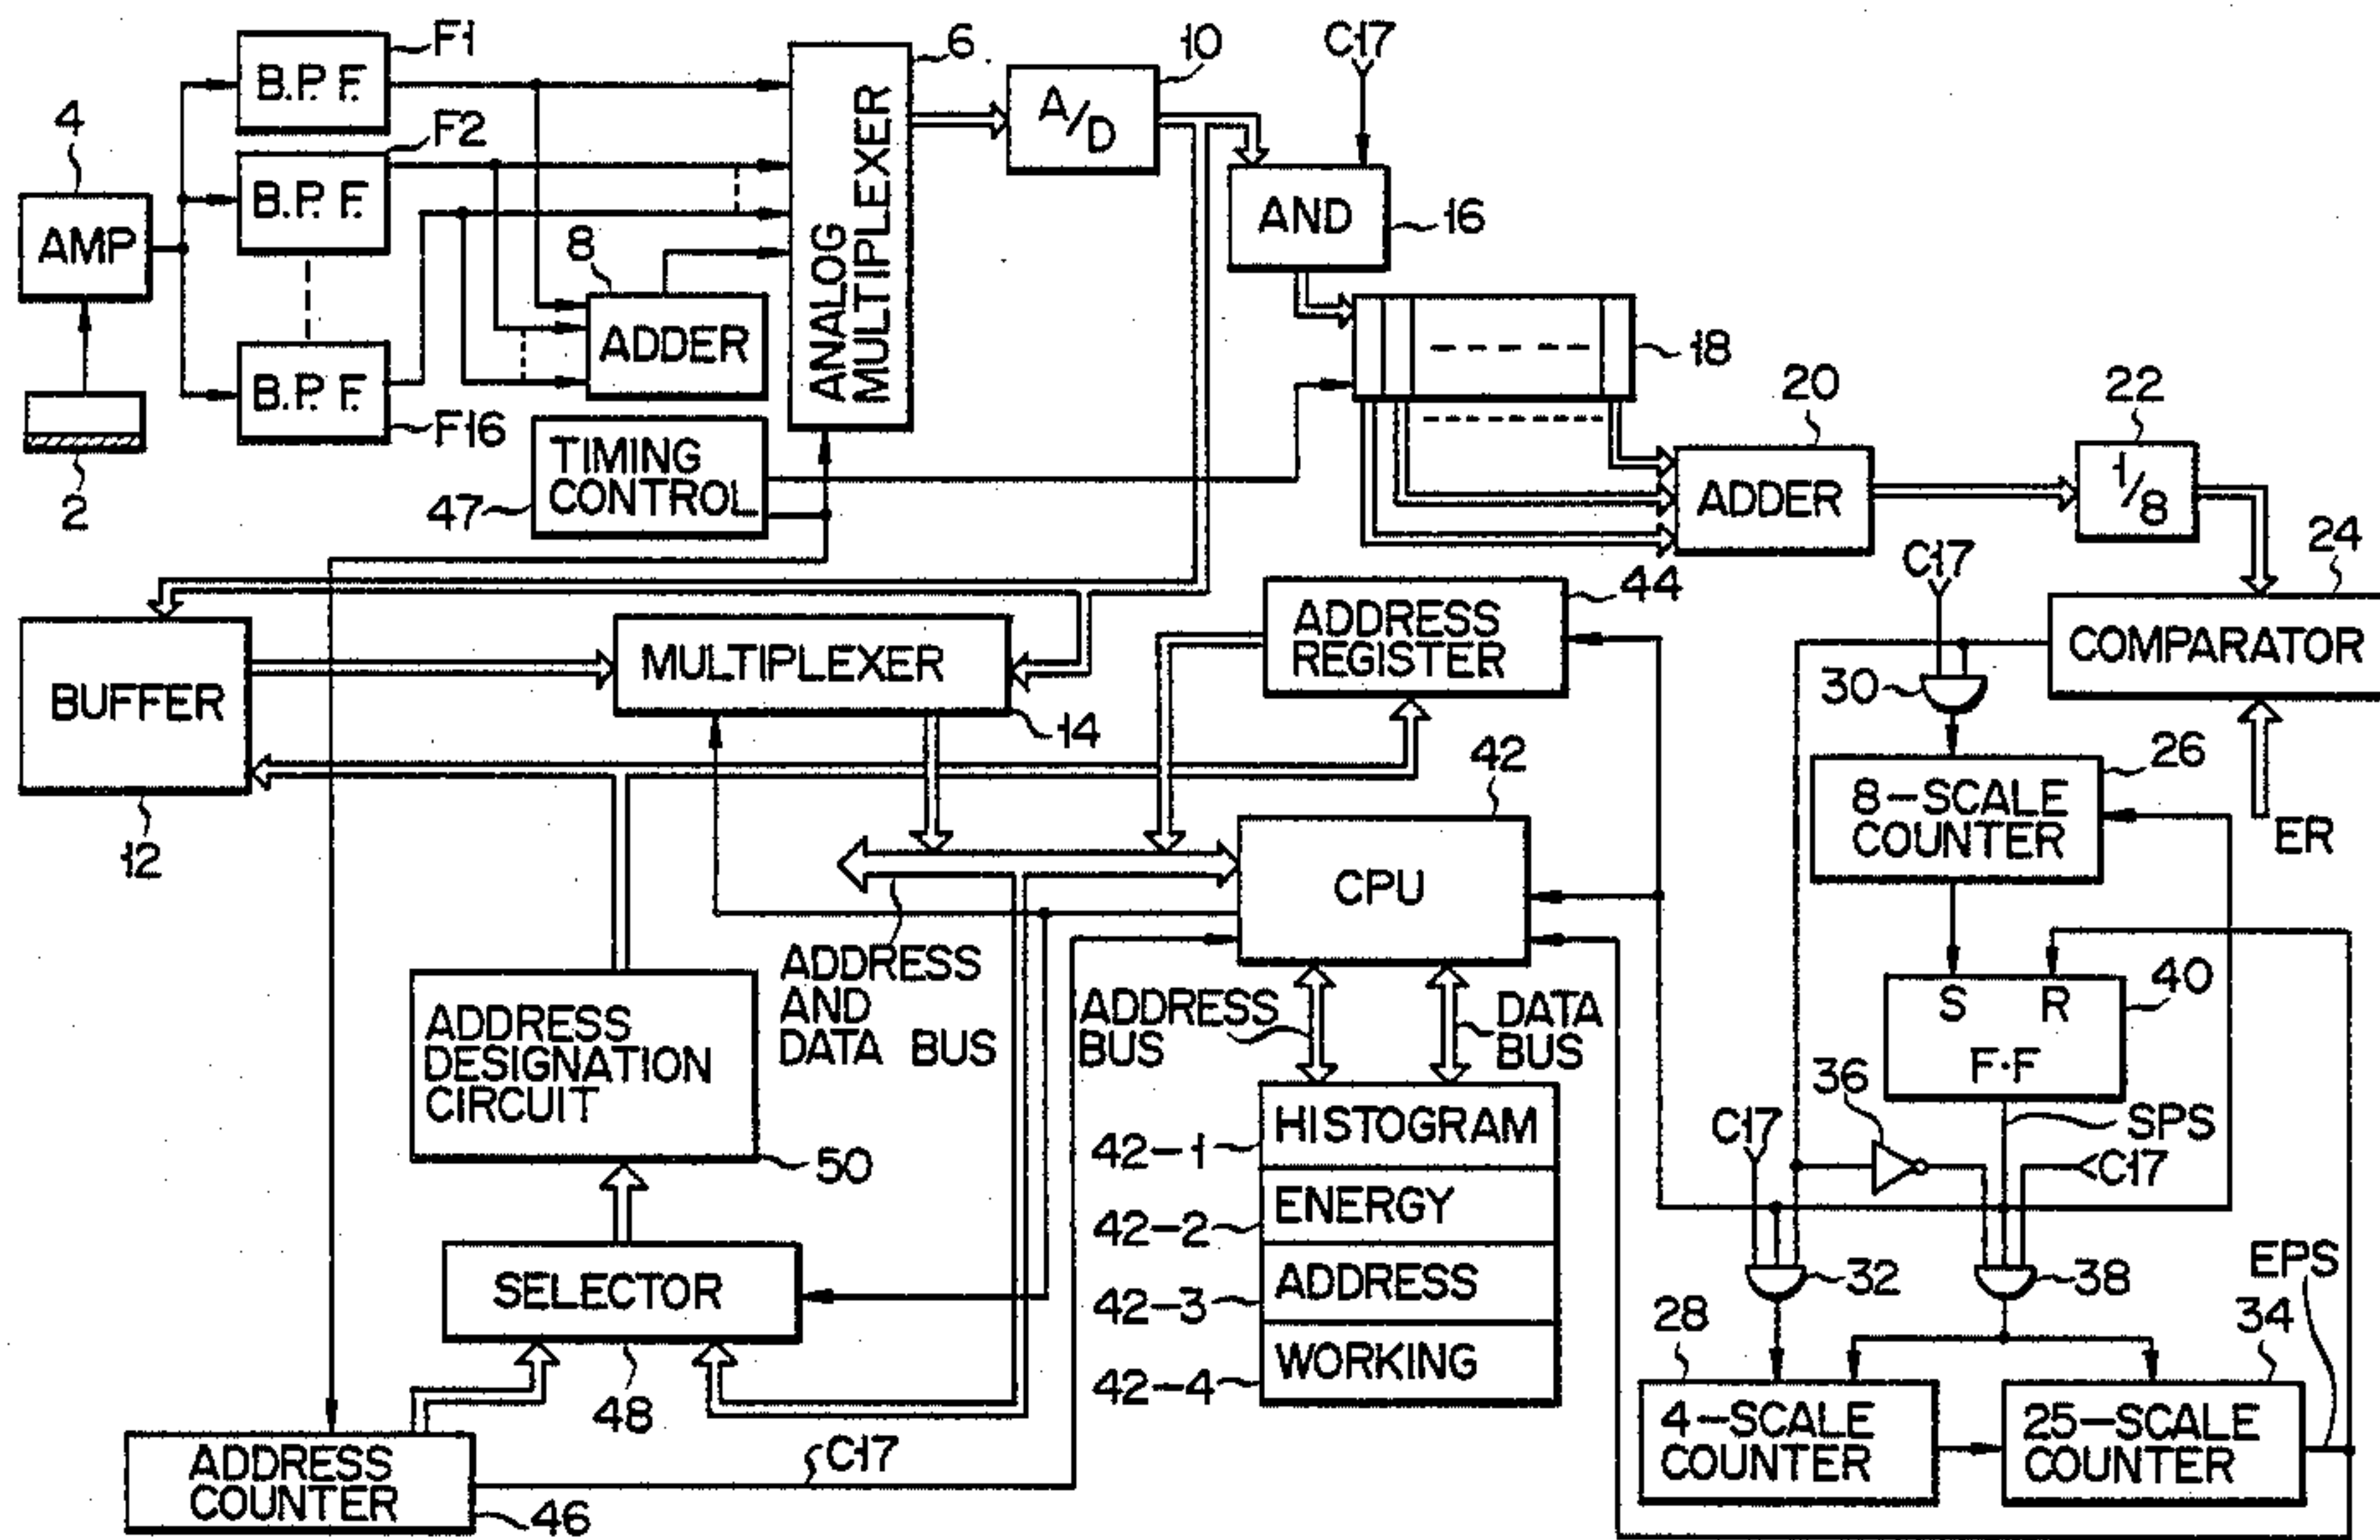 F1
B.P.F.
4
F2
B.P.F.
AMP
B.P.F.
F16
2
8
ADDER
6
ANALOG
MULTIPLEXER
10
A/D
C17
AND
16
18
TIMING
CONTROL
47
20
ADDER
22
1/8
24
COMPARATOR
ER
C17
30
26
8-SCALE
COUNTER
BUFFER
12
MULTIPLEXER
14
44
ADDRESS
REGISTER
42
CPU
ADDRESS
AND
DATA BUS
ADDRESS
BUS
DATA
BUS
S R
F·F
40
SPS
36
C17
C17
ADDRESS
DESIGNATION
CIRCUIT
50
42-1
HISTOGRAM
42-2
ENERGY
42-3
ADDRESS
42-4
WORKING
32
38
EPS
SELECTOR
48
28
4-SCALE
COUNTER
34
25-SCALE
COUNTER
ADDRESS
COUNTER
46
C17